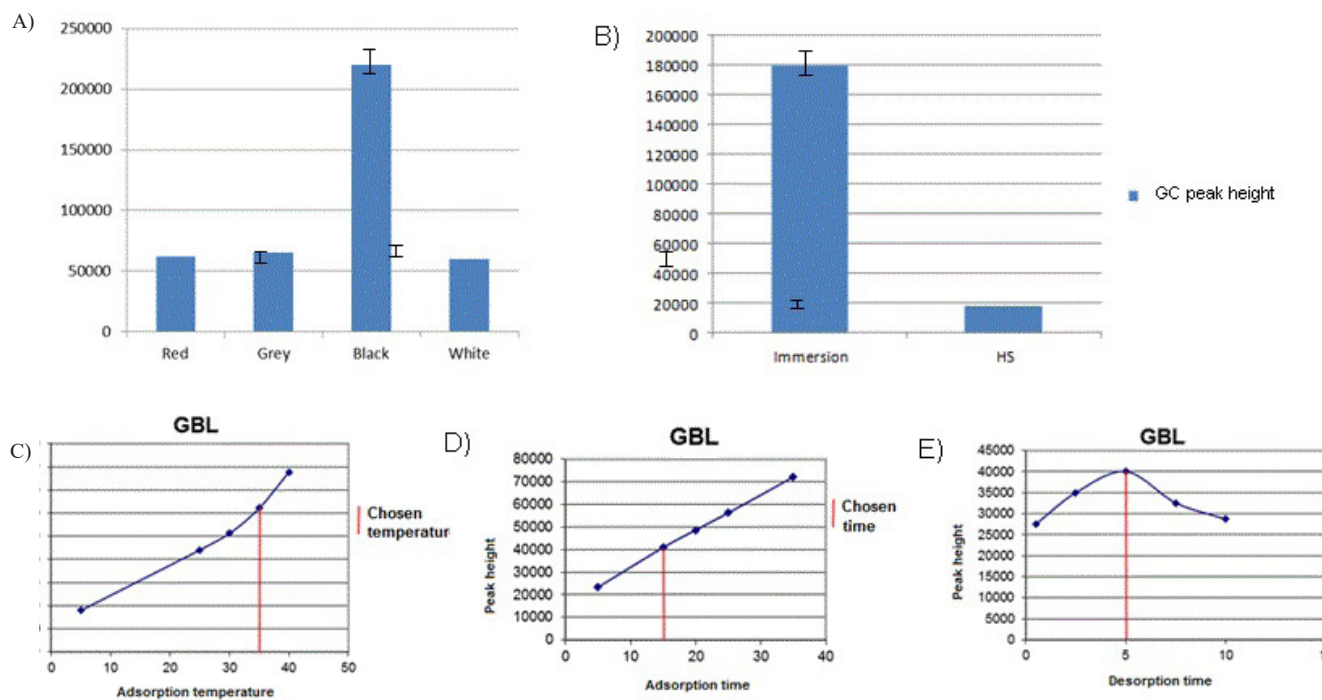 A)
250000
200000
150000
100000
50000
0
Red Grey Black White
B)
200000
180000
160000
140000
120000
100000
80000
60000
40000
20000
0
Immersion HS
GC peak height
C)
GBL
0 10 20 30 40 50
Adsorption temperature
Chosen
temperatur
D)
GBL
Peak height
80000
70000
60000
50000
40000
30000
20000
10000
0
0 10 20 30 40
Adsorption time
Chosen
time
E)
GBL
Peak height
45000
40000
35000
30000
25000
20000
15000
10000
5000
0
0 5 10 15
Desorption time